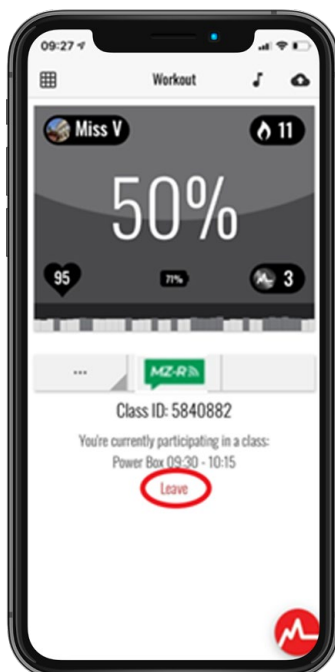 09:27
Workout
Miss V
11
50%
95
71%
3
...
MZ-R
Class ID: 5840882
You're currently participating in a class:
Power Box 09:30 - 10:15
Leave